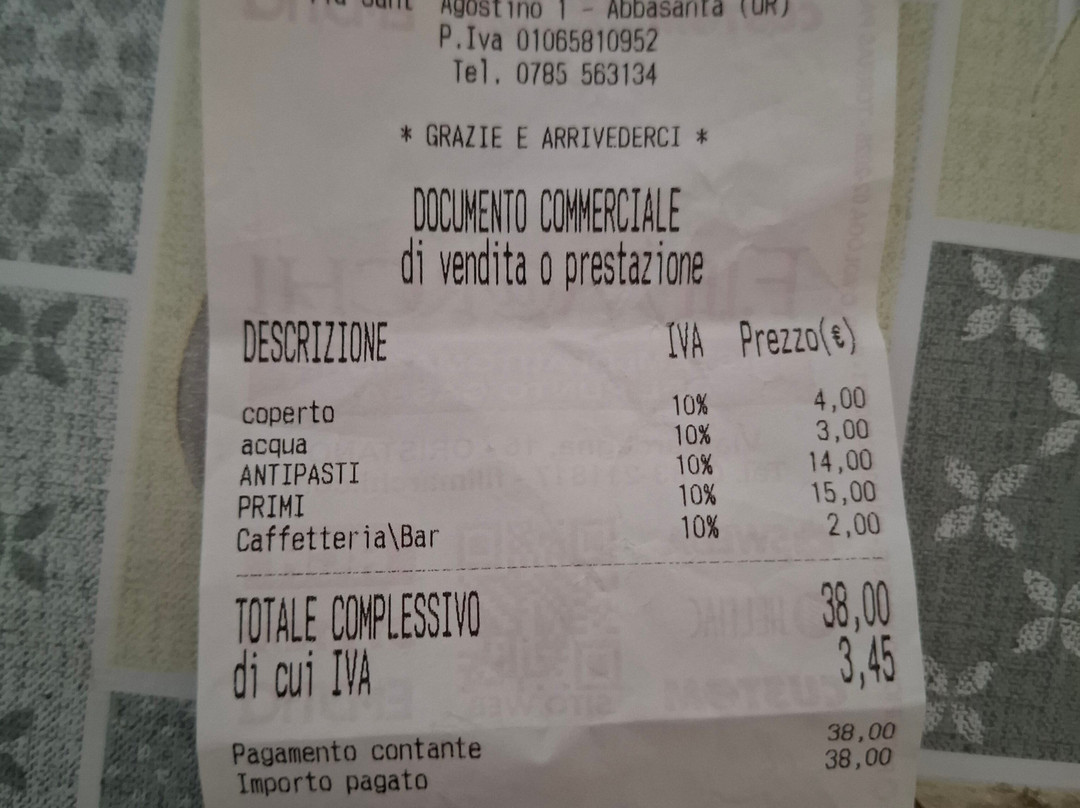 Agostino 1 - Abbasanta (OR)
P.Iva 01065810952
Tel. 0785 563134
* GRAZIE E ARRIVEDERCI *
DOCUMENTO COMMERCIALE
di vendita o prestazione
DESCRIZIONE IVA Prezzo(€)
coperto 10% 4,00
acqua 10% 3,00
ANTIPASTI 10% 14,00
PRIMI 10% 15,00
Caffetteria\Bar 10% 2,00
TOTALE COMPLESSIVO 38,00
di cui IVA 3,45
Pagamento contante 38,00
Importo pagato 38,00